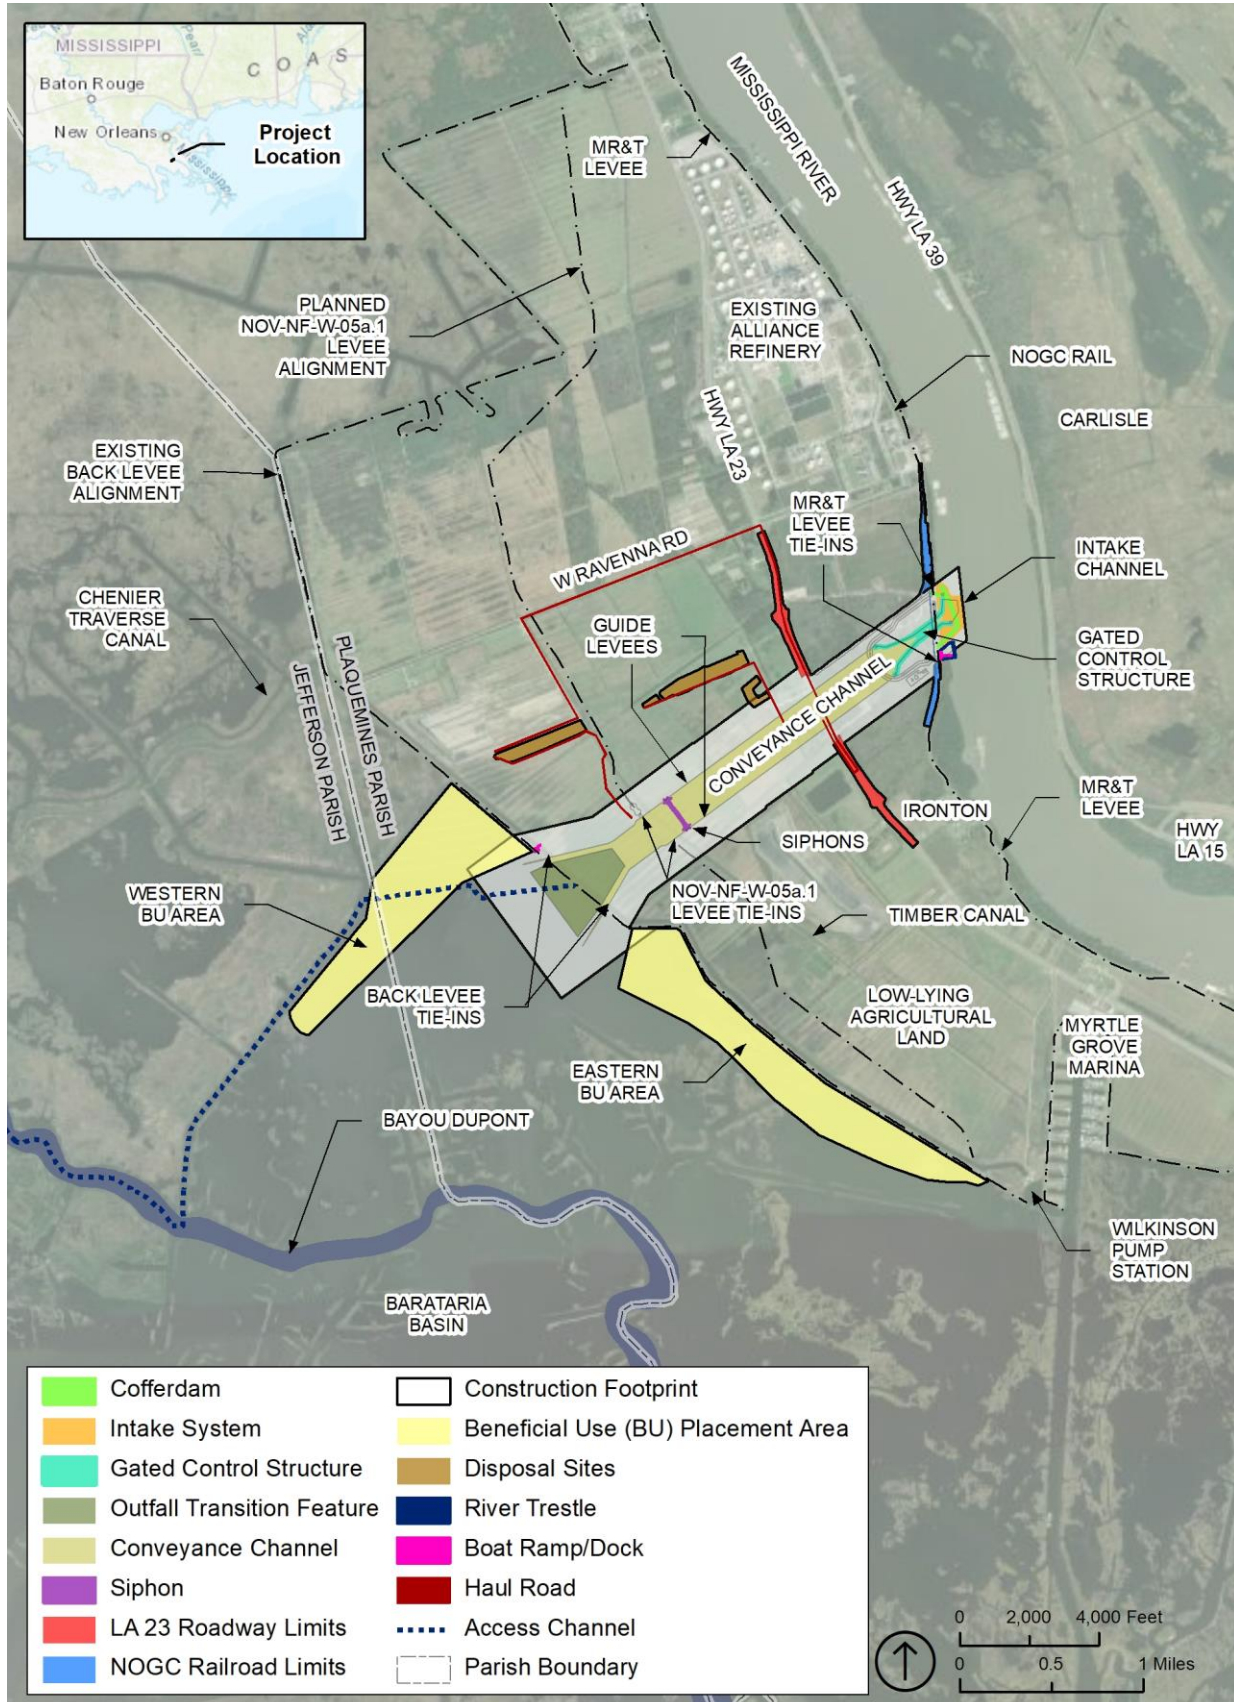 MISSISSIPPI
Pearl
COAS
Baton Rouge
New Orleans
Mississippi
Project
Location
MR&T
LEVEE
MISSISSIPPI RIVER
HWY LA 39
PLANNED
NOV-NF-W-05a.1
LEVEE
ALIGNMENT
EXISTING
ALLIANCE
REFINERY
NOGC RAIL
CARLISLE
HWY LA 23
EXISTING
BACK LEVEE
ALIGNMENT
MR&T
LEVEE
TIE-INS
INTAKE
CHANNEL
W RAVENNA RD
CHENIER
TRAVERSE
CANAL
GUIDE
LEVEES
GATED
CONTROL
STRUCTURE
PLAQUEMINES PARISH
JEFFERSON PARISH
CONVEYANCE CHANNEL
MR&T
LEVEE
IRONTON
HWY
LA 15
SIPHONS
WESTERN
BU AREA
NOV-NF-W-05a.1
LEVEE TIE-INS
TIMBER CANAL
BACK LEVEE
TIE-INS
LOW-LYING
AGRICULTURAL
LAND
MYRTLE
GROVE
MARINA
EASTERN
BU AREA
BAYOU DUPONT
WILKINSON
PUMP
STATION
BARATARIA
BASIN
Cofferdam
Intake System
Gated Control Structure
Outfall Transition Feature
Conveyance Channel
Siphon
LA 23 Roadway Limits
NOGC Railroad Limits
Construction Footprint
Beneficial Use (BU) Placement Area
Disposal Sites
River Trestle
Boat Ramp/Dock
Haul Road
Access Channel
Parish Boundary
0 2,000 4,000 Feet
0 0.5 1 Miles